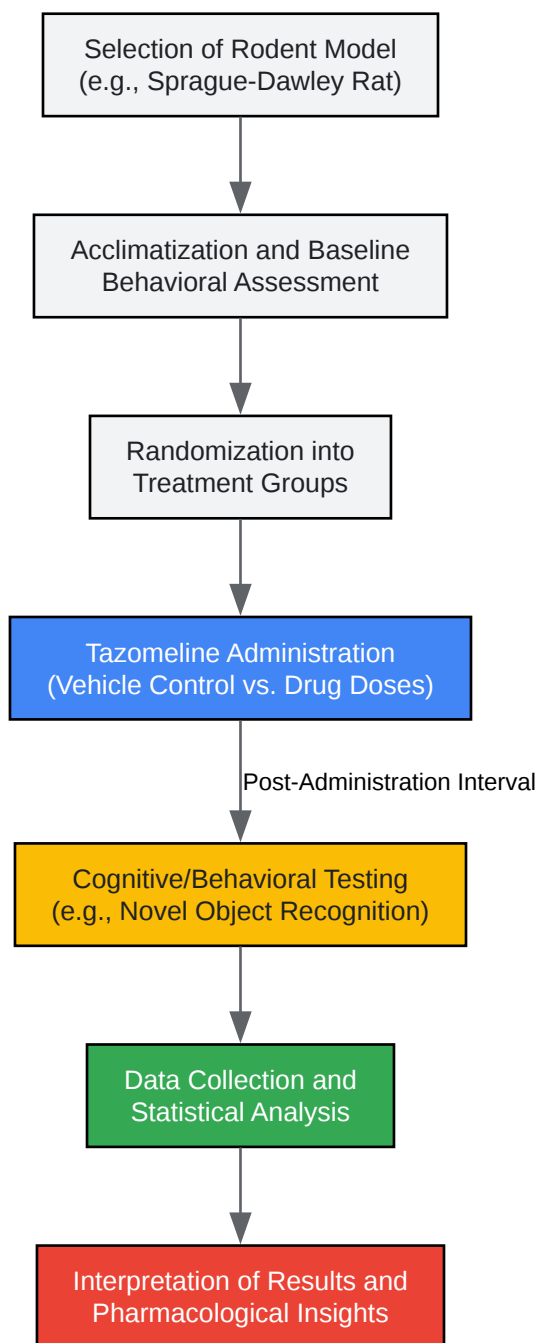 Selection of Rodent Model
(e.g., Sprague-Dawley Rat)
Acclimatization and Baseline
Behavioral Assessment
Randomization into
Treatment Groups
Tazomeline Administration
(Vehicle Control vs. Drug Doses)
Post-Administration Interval
Cognitive/Behavioral Testing
(e.g., Novel Object Recognition)
Data Collection and
Statistical Analysis
Interpretation of Results and
Pharmacological Insights